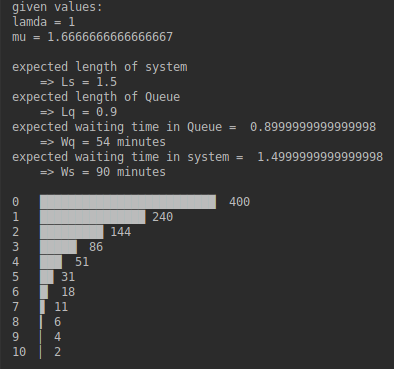 given values:
lamda = 1
mu = 1.6666666666666667
expected length of system
=> Ls = 1.5
expected length of Queue
=> Lq = 0.9
expected waiting time in Queue =  0.8999999999999998
=> Wq = 54 minutes
expected waiting time in system =  1.4999999999999998
=> Ws = 90 minutes
0 400
1 240
2 144
3 86
4 51
5 31
6 18
7 11
8 6
9 4
10 2